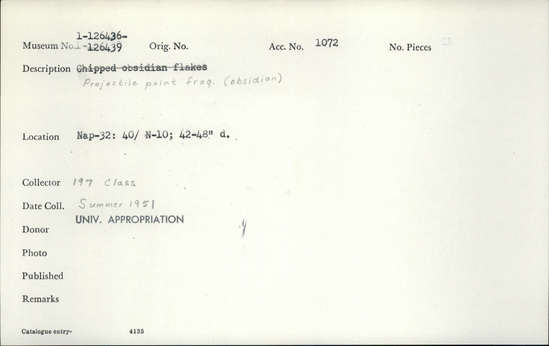 1-126436-
Museum No. 1-126439 Orig. No. Acc. No. 1072 No. Pieces
Description Chipped obsidian flakes
Projectile point frag. (obsidian)
Location Nap-32: 40/ N-10; 42-48" d.
Collector 197 Class
Date Coll. Summer 1951
UNIV. APPROPRIATION
Donor
Photo
Published
Remarks
Catalogue entry- 4135